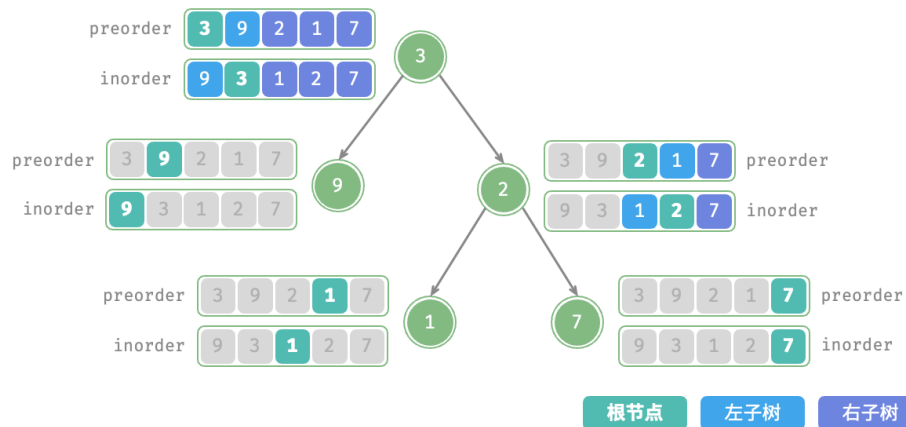 preorder 3 9 2 1 7
3
inorder 9 3 1 2 7
preorder 3 9 2 1 7
9
inorder 9 3 1 2 7
2
3 9 2 1 7 preorder
9 3 1 2 7 inorder
preorder 3 9 2 1 7
1
inorder 9 3 1 2 7
7
3 9 2 1 7 preorder
9 3 1 2 7 inorder
根节点 左子树 右子树